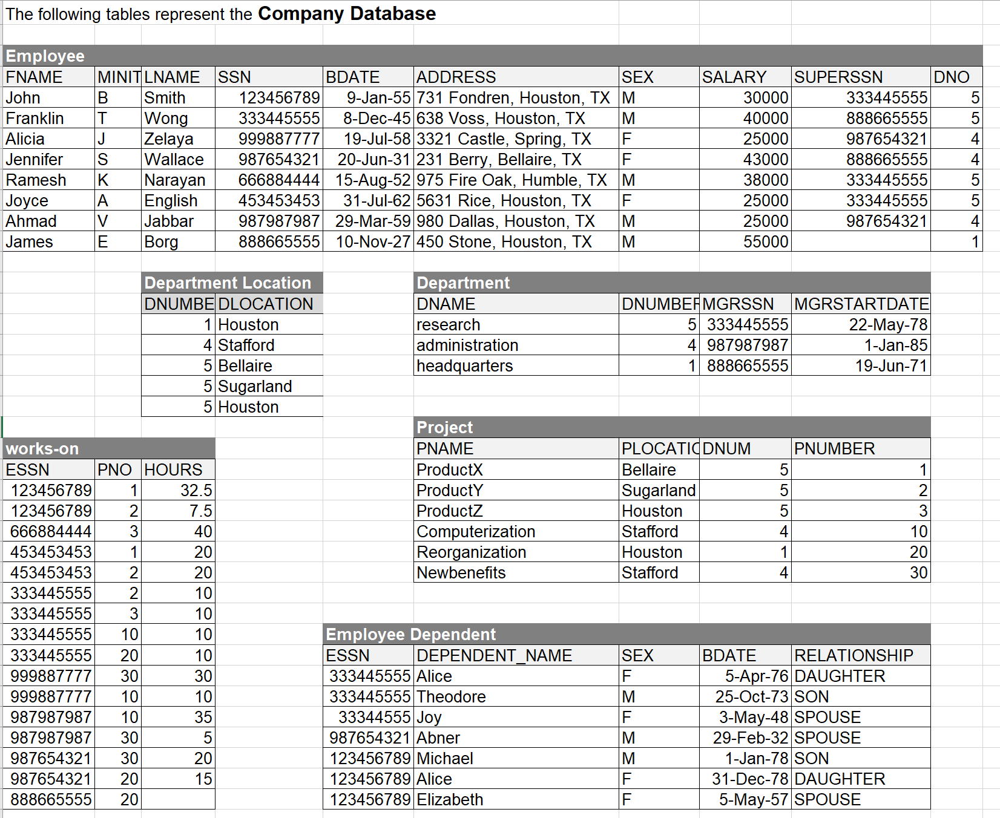 The following tables represent the Company Database
Employee
FNAME MINIT LNAME SSN BDATE ADDRESS SEX SALARY SUPERSSN DNO
John B Smith 123456789 9-Jan-55 731 Fondren, Houston, TX M 30000 333445555 5
Franklin T Wong 333445555 8-Dec-45 638 Voss, Houston, TX M 40000 888665555 5
Alicia J Zelaya 999887777 19-Jul-58 3321 Castle, Spring, TX F 25000 987654321 4
Jennifer S Wallace 987654321 20-Jun-31 231 Berry, Bellaire, TX F 43000 888665555 4
Ramesh K Narayan 666884444 15-Aug-52 975 Fire Oak, Humble, TX M 38000 333445555 5
Joyce A English 453453453 31-Jul-62 5631 Rice, Houston, TX F 25000 333445555 5
Ahmad V Jabbar 987987987 29-Mar-59 980 Dallas, Houston, TX M 25000 987654321 4
James E Borg 888665555 10-Nov-27 450 Stone, Houston, TX M 55000 1
Department Location
DNUMBE DLOCATION
1 Houston
4 Stafford
5 Bellaire
5 Sugarland
5 Houston
Department
DNAME DNUMBER MGRSSN MGRSTARTDATE
research 5 333445555 22-May-78
administration 4 987987987 1-Jan-85
headquarters 1 888665555 19-Jun-71
Project
PNAME PLOCATIC DNUM PNUMBER
ProductX Bellaire 5 1
ProductY Sugarland 5 2
ProductZ Houston 5 3
Computerization Stafford 4 10
Reorganization Houston 1 20
Newbenefits Stafford 4 30
works-on
ESSN PNO HOURS
123456789 1 32.5
123456789 2 7.5
666884444 3 40
453453453 1 20
453453453 2 20
333445555 2 10
333445555 3 10
333445555 10 10
333445555 20 10
999887777 30 30
999887777 10 10
987987987 10 35
987987987 30 5
987654321 30 20
987654321 20 15
888665555 20
Employee Dependent
ESSN DEPENDENT_NAME SEX BDATE RELATIONSHIP
333445555 Alice F 5-Apr-76 DAUGHTER
333445555 Theodore M 25-Oct-73 SON
33344555 Joy F 3-May-48 SPOUSE
987654321 Abner M 29-Feb-32 SPOUSE
123456789 Michael M 1-Jan-78 SON
123456789 Alice F 31-Dec-78 DAUGHTER
123456789 Elizabeth F 5-May-57 SPOUSE